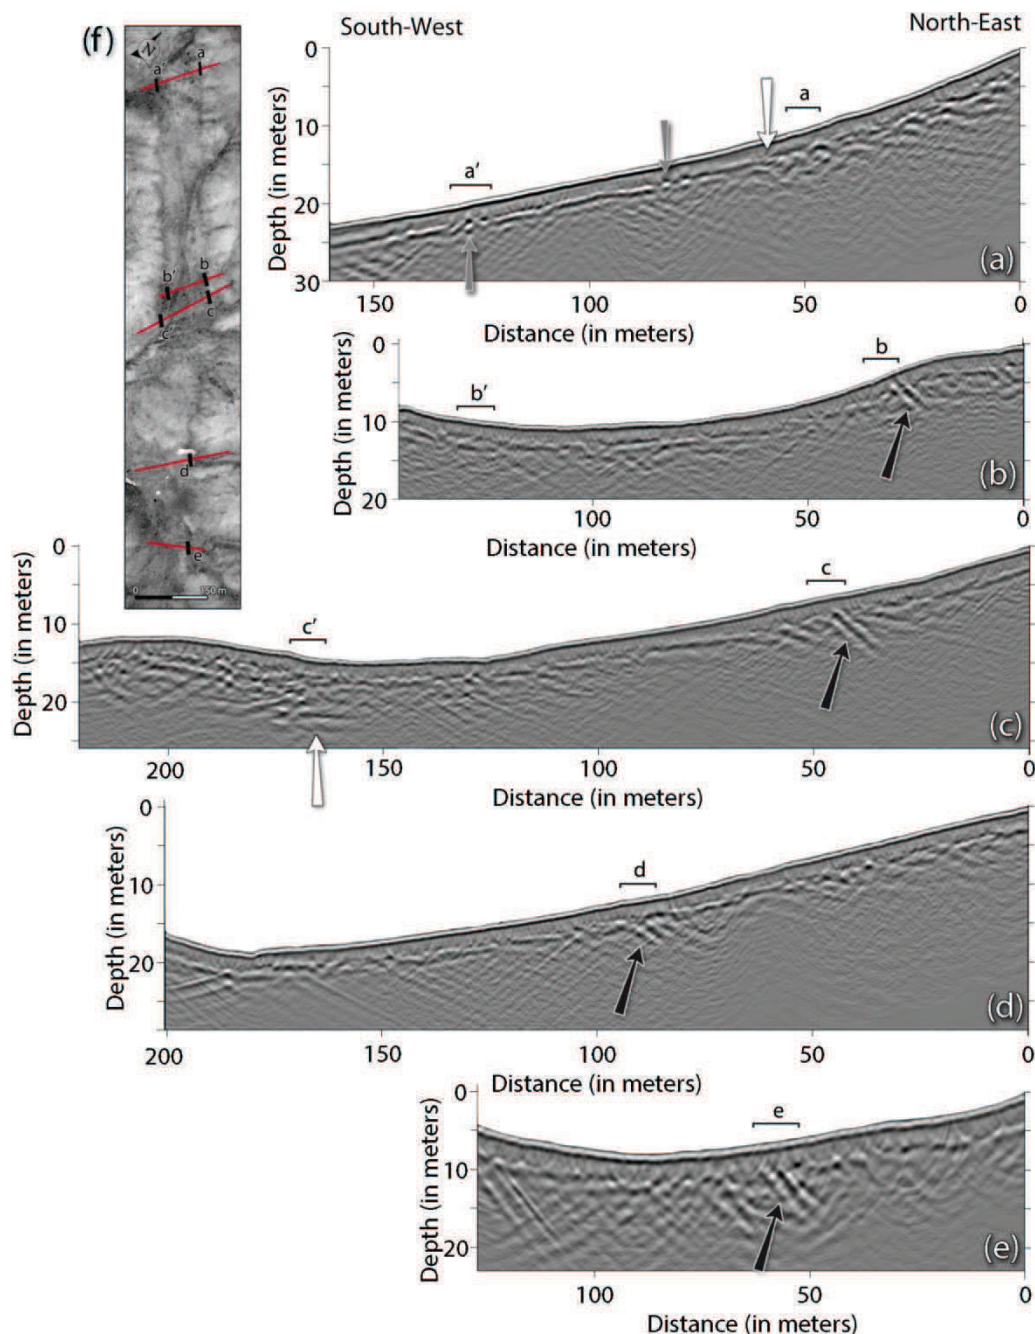 (f)
N
a
a'
b
b'
c
c'
d
e
0 150 m
South-West North-East
Depth (in meters)
0
10
20
30
a
a'
(a)
150 100 50 0
Distance (in meters)
Depth (in meters)
0
10
20
b
b'
(b)
100 50 0
Distance (in meters)
Depth (in meters)
0
10
20
c
c'
(c)
200 150 100 50 0
Distance (in meters)
Depth (in meters)
0
10
20
d
(d)
200 150 100 50 0
Distance (in meters)
Depth (in meters)
0
10
20
e
(e)
100 50 0
Distance (in meters)